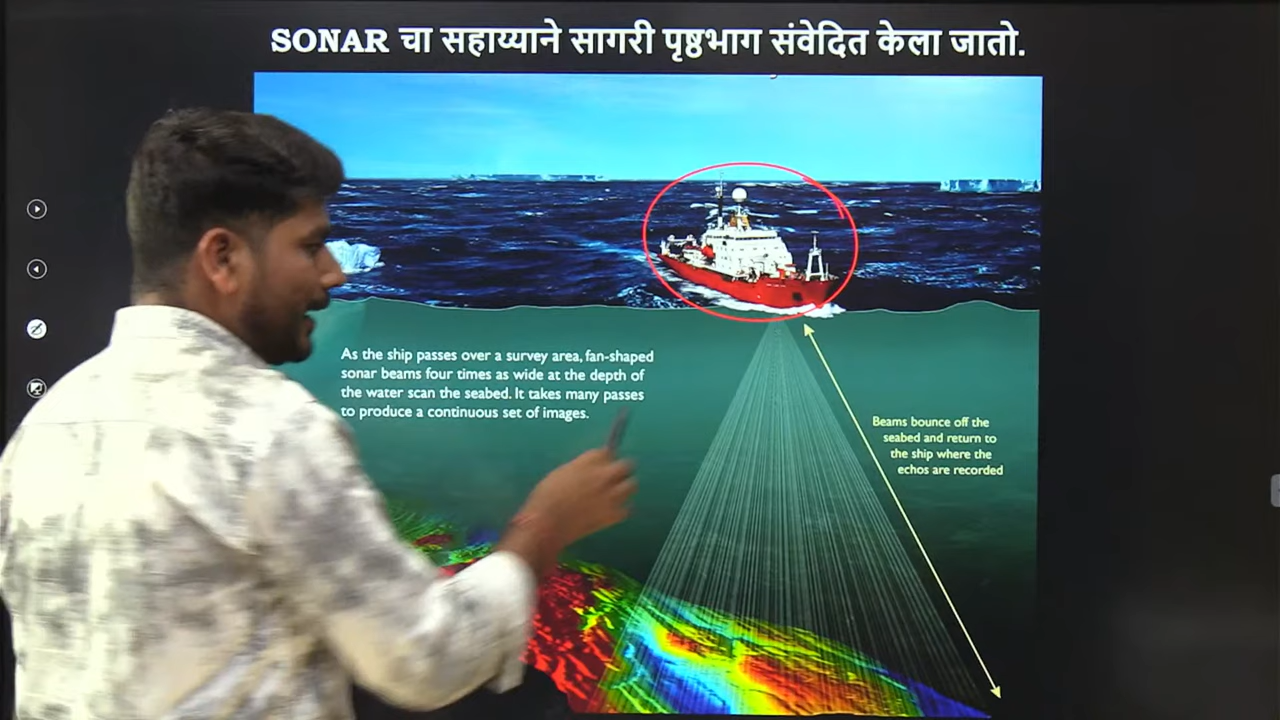 SONAR चा सहाय्याने सागरी पृष्ठभाग संवेदित केला जातो.
As the ship passes over a survey area, fan-shaped
sonar beams four times as wide at the depth of
the water scan the seabed. It takes many passes
to produce a continuous set of images.
Beams bounce off the
seabed and return to
the ship where the
echos are recorded